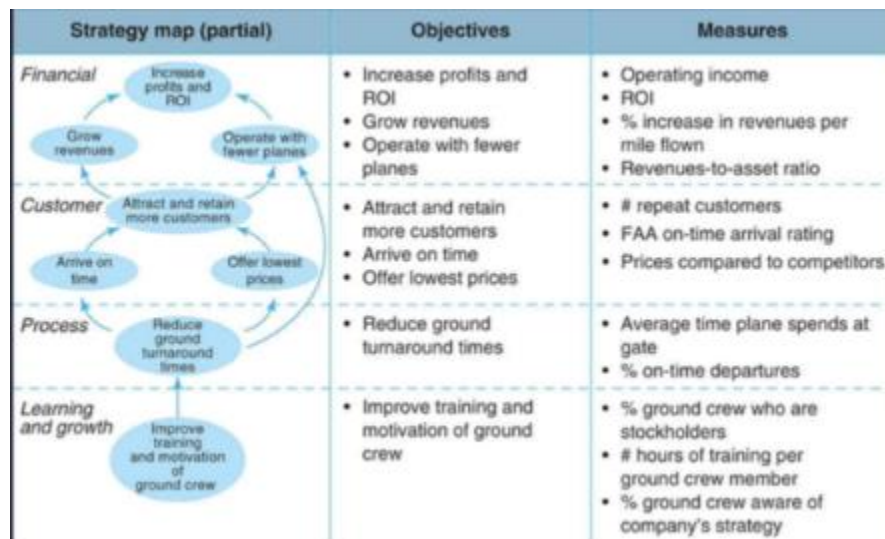 Strategy map (partial)
Objectives
Measures
Financial
Increase
profits and
ROI
Grow
revenues
Operate with
fewer planes
• Increase profits and
ROI
• Grow revenues
• Operate with fewer
planes
• Operating income
• ROI
• % increase in revenues per
mile flown
• Revenues-to-asset ratio
Customer
Attract and retain
more customers
Arrive on
time
Offer lowest
prices
• Attract and retain
more customers
• Arrive on time
• Offer lowest prices
• # repeat customers
• FAA on-time arrival rating
• Prices compared to competitors
Process
Reduce
ground
turnaround
times
• Reduce ground
turnaround times
• Average time plane spends at
gate
• % on-time departures
Learning
and growth
Improve
training
and motivation
of
ground crew
• Improve training and
motivation of ground
crew
• % ground crew who are
stockholders
• # hours of training per
ground crew member
• % ground crew aware of
company's strategy